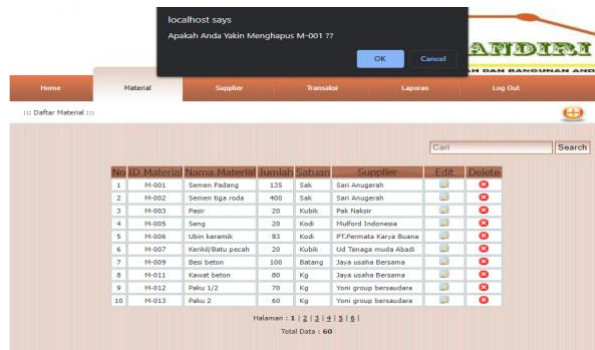 localhost says
Apakah Anda Yakin Menghapus M-001 ??
OK Cancel
ANDIRI
AH DAN BANGUNAN AND
Home Material Supplier Transaksi Laporan Log Out
::: Daftar Material :::
Cari Search
No ID Material Nama Material Jumlah Satuan Supplier Edit Delete
1 M-001 Semen Padang 135 Sak Sari Anugerah
2 M-002 Semen tiga roda 400 Sak Sari Anugerah
3 M-003 Pasir 20 Kubik Pak Naksir
4 M-005 Seng 20 Kodi Mulford Indonesia
5 M-006 Ubin keramik 83 Kodi PT.Permata Karya Buana
6 M-007 Kerikil/Batu pecah 20 Kubik Ud Tenaga muda Abadi
7 M-009 Besi beton 100 Batang Jaya usaha Bersama
8 M-011 Kawat beton 80 Kg Jaya usaha Bersama
9 M-012 Paku 1/2 70 Kg Yoni group bersaudara
10 M-013 Paku 2 60 Kg Yoni group bersaudara
Halaman : 1 | 2 | 3 | 4 | 5 | 6 |
Total Data : 60